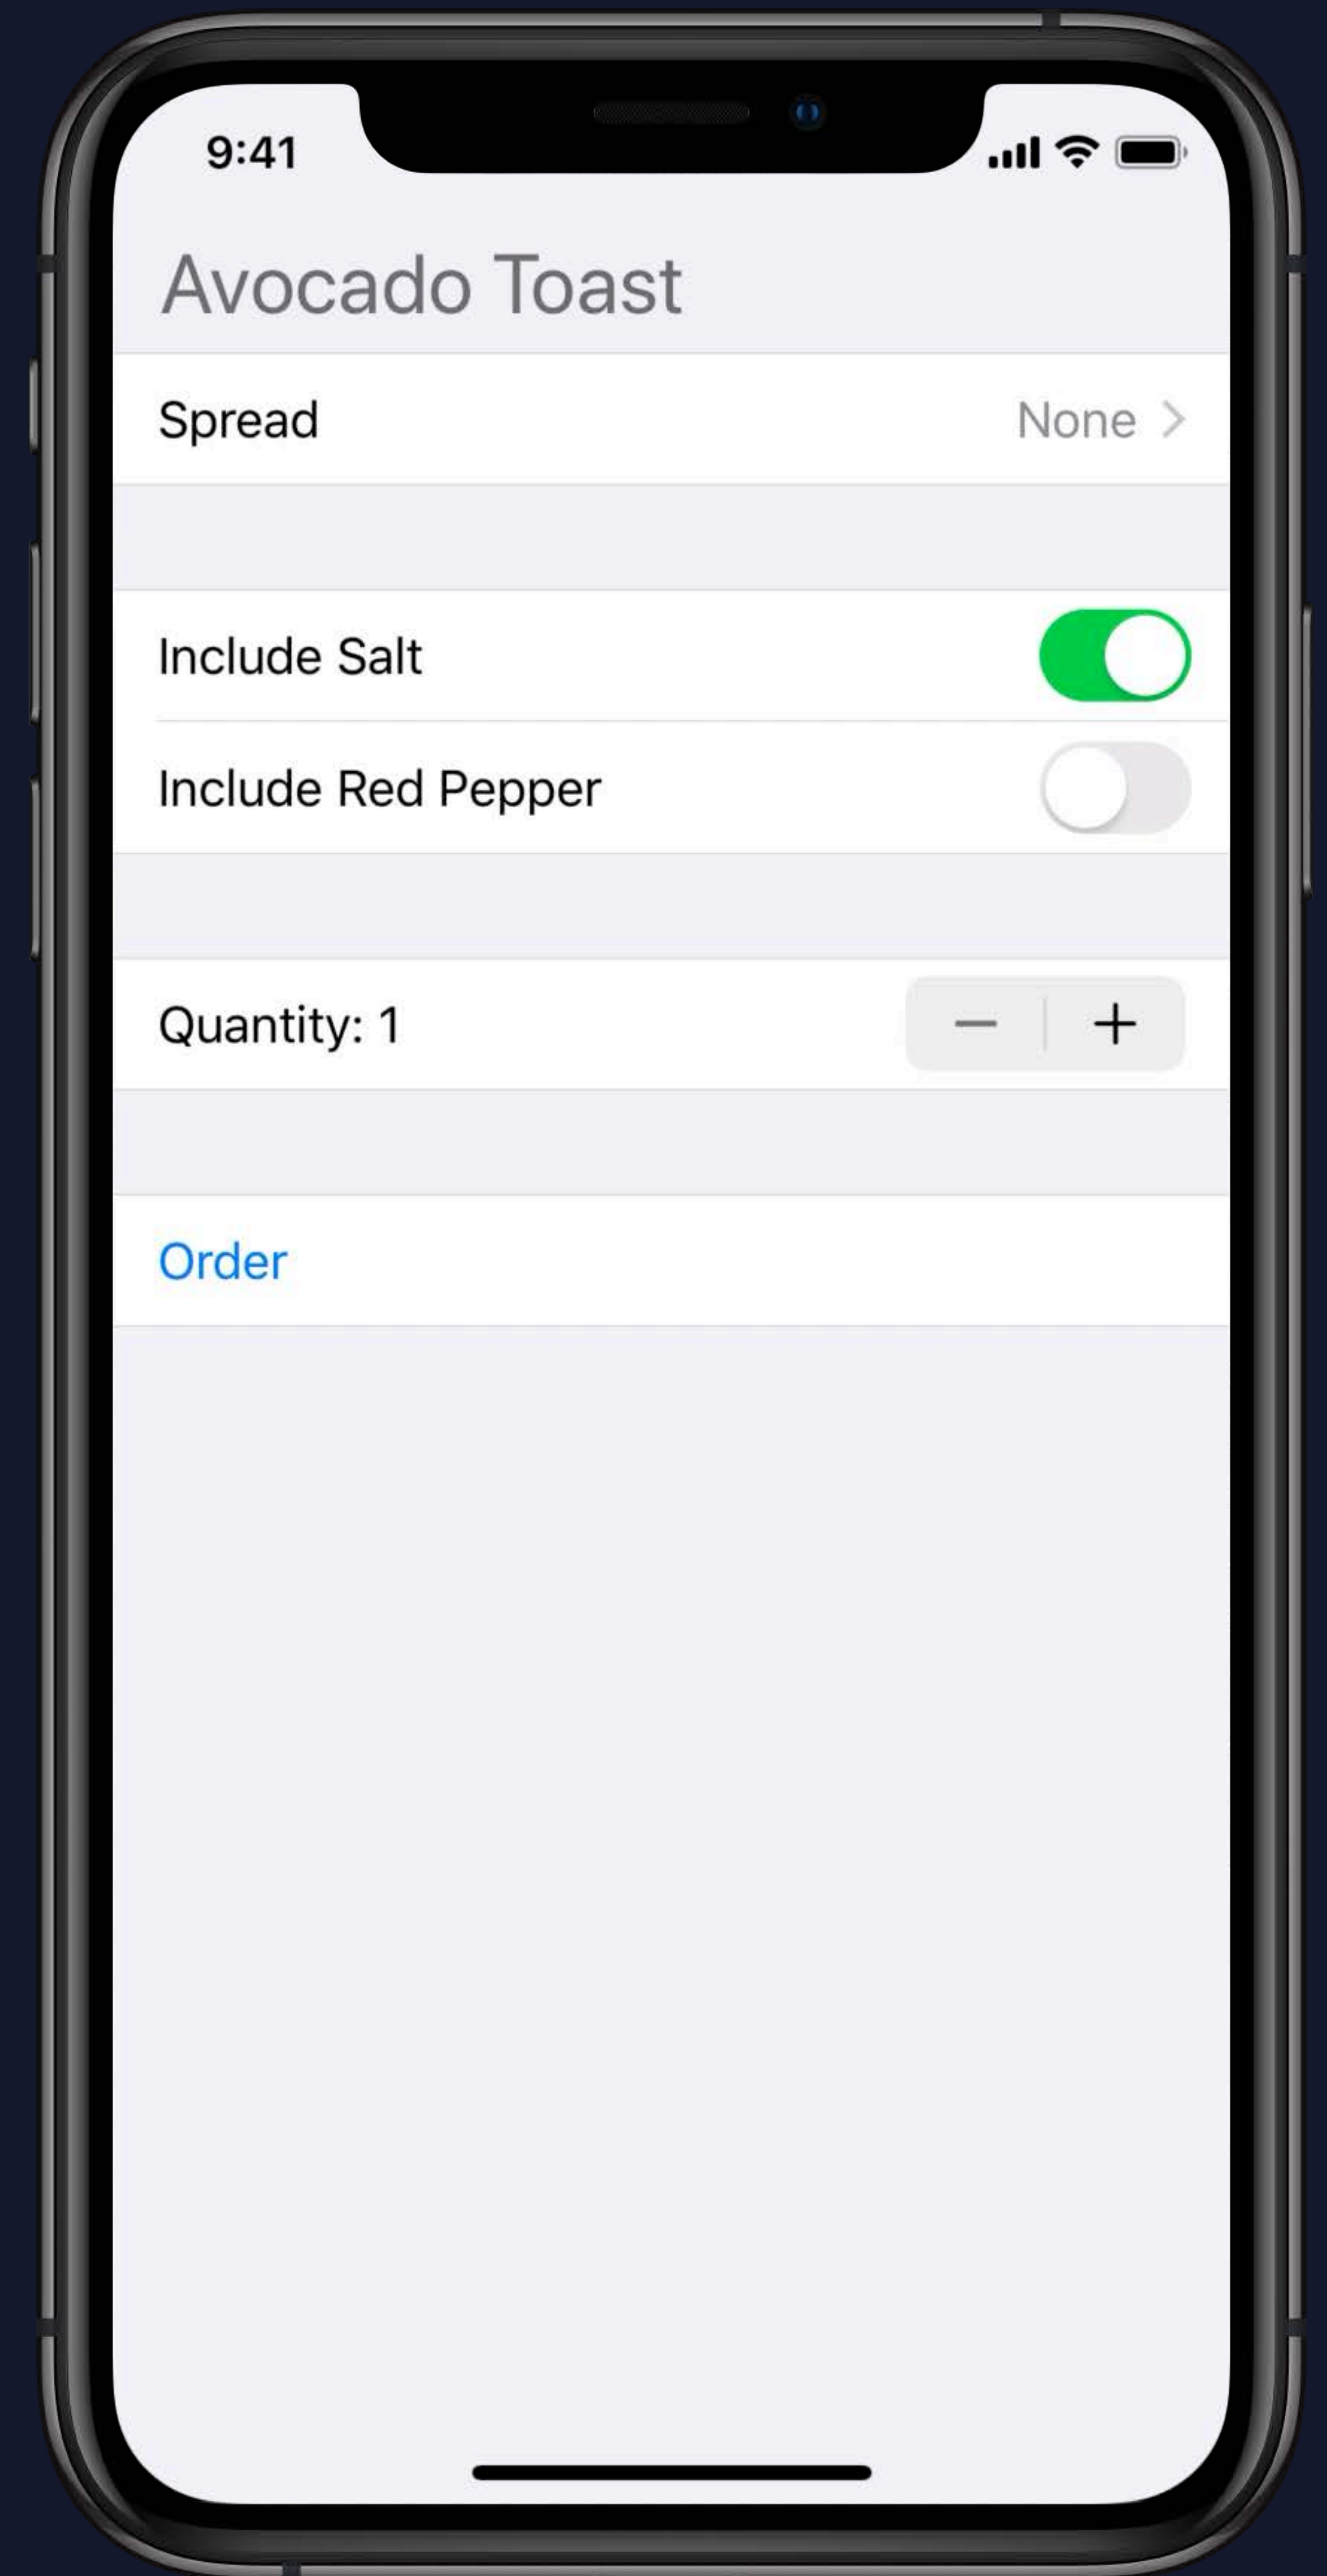 9:41
Avocado Toast
Spread None
Include Salt
Include Red Pepper
Quantity: 1
Order